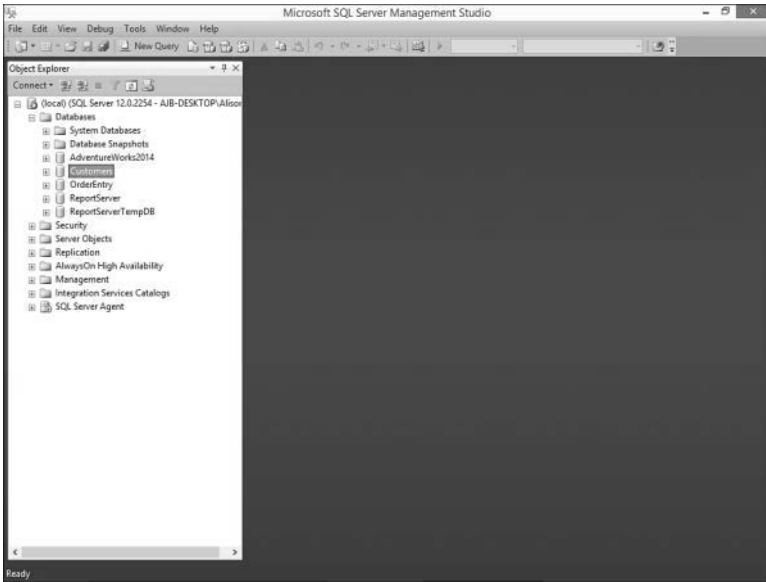 Microsoft SQL Server Management Studio
File Edit View Debug Tools Window Help
New Query
Object Explorer
Connect
(local) (SQL Server 12.0.2254 - AJB-DESKTOP\Alison
Databases
System Databases
Database Snapshots
AdventureWorks2014
Customers
OrderEntry
ReportServer
ReportServerTempDB
Security
Server Objects
Replication
AlwaysOn High Availability
Management
Integration Services Catalogs
SQL Server Agent
Ready